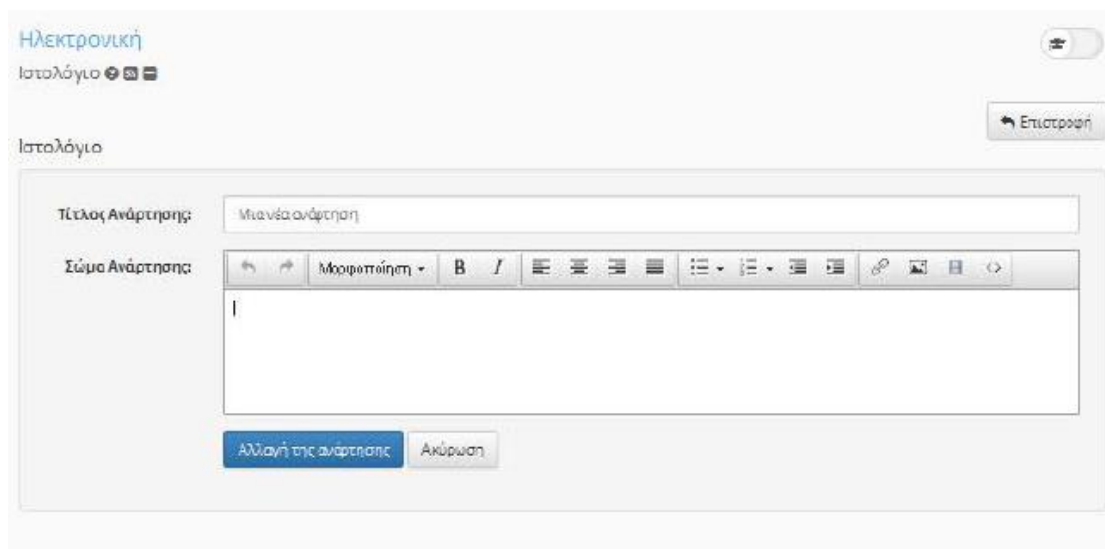 Ηλεκτρονική
Ιστολόγιο
Επιστροφή
Ιστολόγιο
Τίτλος Ανάρτησης:
Μια νέα ανάρτηση
Σώμα Ανάρτησης:
Μορφοποίηση
B I
Αλλαγή της ανάρτησης
Ακύρωση